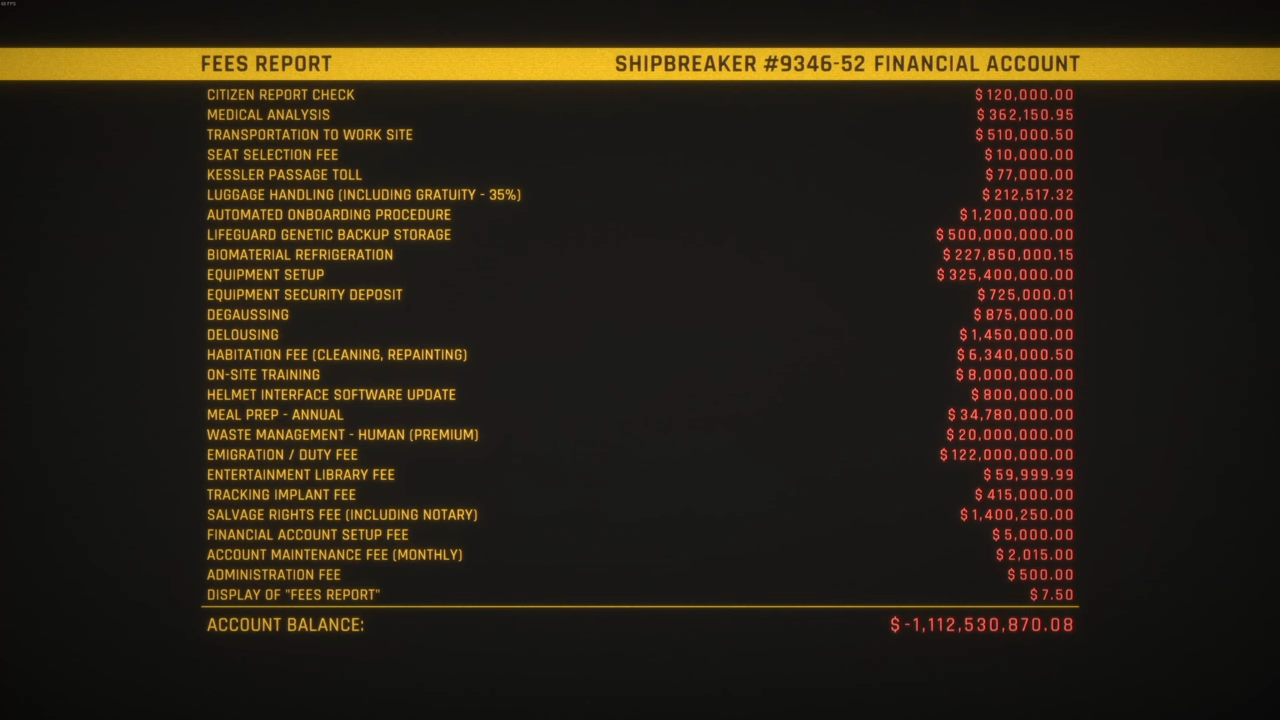 FEES REPORT SHIPBREAKER #9346-52 FINANCIAL ACCOUNT
CITIZEN REPORT CHECK $120,000.00
MEDICAL ANALYSIS $362,150.95
TRANSPORTATION TO WORK SITE $510,000.50
SEAT SELECTION FEE $10,000.00
KESSLER PASSAGE TOLL $77,000.00
LUGGAGE HANDLING (INCLUDING GRATUITY - 35%) $212,517.32
AUTOMATED ONBOARDING PROCEDURE $1,200,000.00
LIFEGUARD GENETIC BACKUP STORAGE $500,000,000.00
BIOMATERIAL REFRIGERATION $227,850,000.15
EQUIPMENT SETUP $325,400,000.00
EQUIPMENT SECURITY DEPOSIT $725,000.01
DEGAUSSING $875,000.00
DELOUSING $1,450,000.00
HABITATION FEE (CLEANING, REPAINTING) $6,340,000.50
ON-SITE TRAINING $8,000,000.00
HELMET INTERFACE SOFTWARE UPDATE $800,000.00
MEAL PREP - ANNUAL $34,780,000.00
WASTE MANAGEMENT - HUMAN (PREMIUM) $20,000,000.00
EMIGRATION / DUTY FEE $122,000,000.00
ENTERTAINMENT LIBRARY FEE $59,999.99
TRACKING IMPLANT FEE $415,000.00
SALVAGE RIGHTS FEE (INCLUDING NOTARY) $1,400,250.00
FINANCIAL ACCOUNT SETUP FEE $5,000.00
ACCOUNT MAINTENANCE FEE (MONTHLY) $2,015.00
ADMINISTRATION FEE $500.00
DISPLAY OF "FEES REPORT" $7.50
ACCOUNT BALANCE: $-1,112,530,870.08